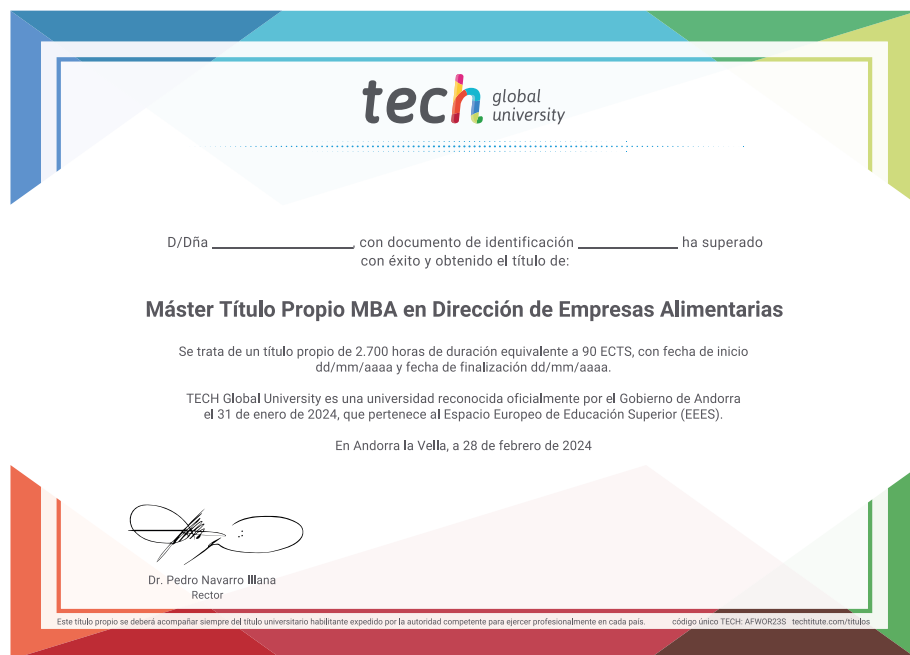 tech global university
D/Dña ________________, con documento de identificación ____________ ha superado
con éxito y obtenido el título de:
Máster Título Propio MBA en Dirección de Empresas Alimentarias
Se trata de un título propio de 2.700 horas de duración equivalente a 90 ECTS, con fecha de inicio
dd/mm/aaaa y fecha de finalización dd/mm/aaaa.
TECH Global University es una universidad reconocida oficialmente por el Gobierno de Andorra
el 31 de enero de 2024, que pertenece al Espacio Europeo de Educación Superior (EEES).
En Andorra la Vella, a 28 de febrero de 2024
Dr. Pedro Navarro Illana
Rector
Este título propio se deberá acompañar siempre del título universitario habilitante expedido por la autoridad competente para ejercer profesionalmente en cada país. código único TECH: AFWOR23S techtitute.com/titulos